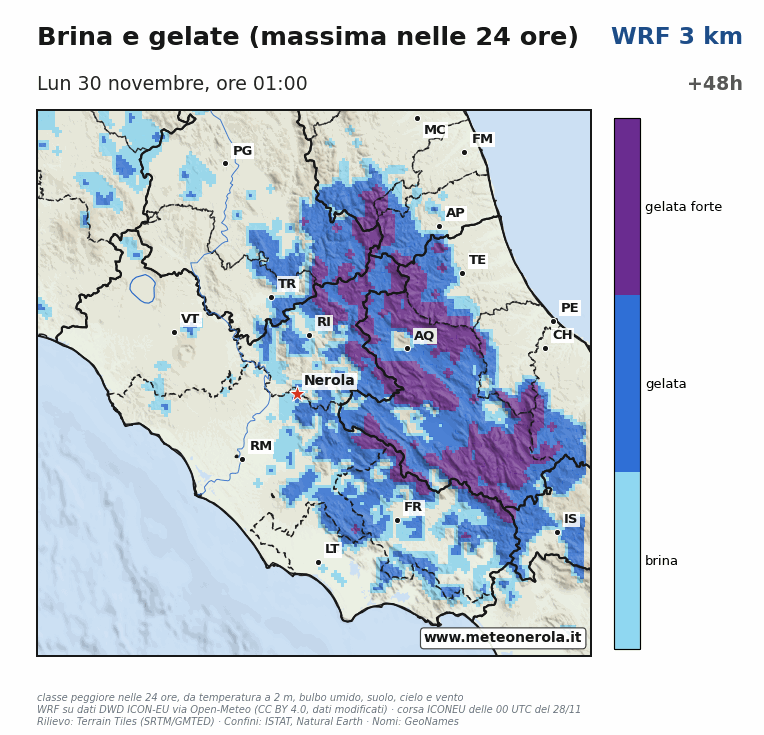 Brina e gelate (massima nelle 24 ore) WRF 3 km
Lun 30 novembre, ore 01:00 +48h
MC
FM
PG
gelata forte
AP
TE
TR
PE
VT
RI
AQ
CH
Nerola
gelata
RM
FR
IS
LT
brina
www.meteonerola.it
classe peggiore nelle 24 ore, da temperatura a 2 m, bulbo umido, suolo, cielo e vento
WRF su dati DWD ICON-EU via Open-Meteo (CC BY 4.0, dati modificati) · corsa ICONEU delle 00 UTC del 28/11
Rilievo: Terrain Tiles (SRTM/GMTED) · Confini: ISTAT, Natural Earth · Nomi: GeoNames